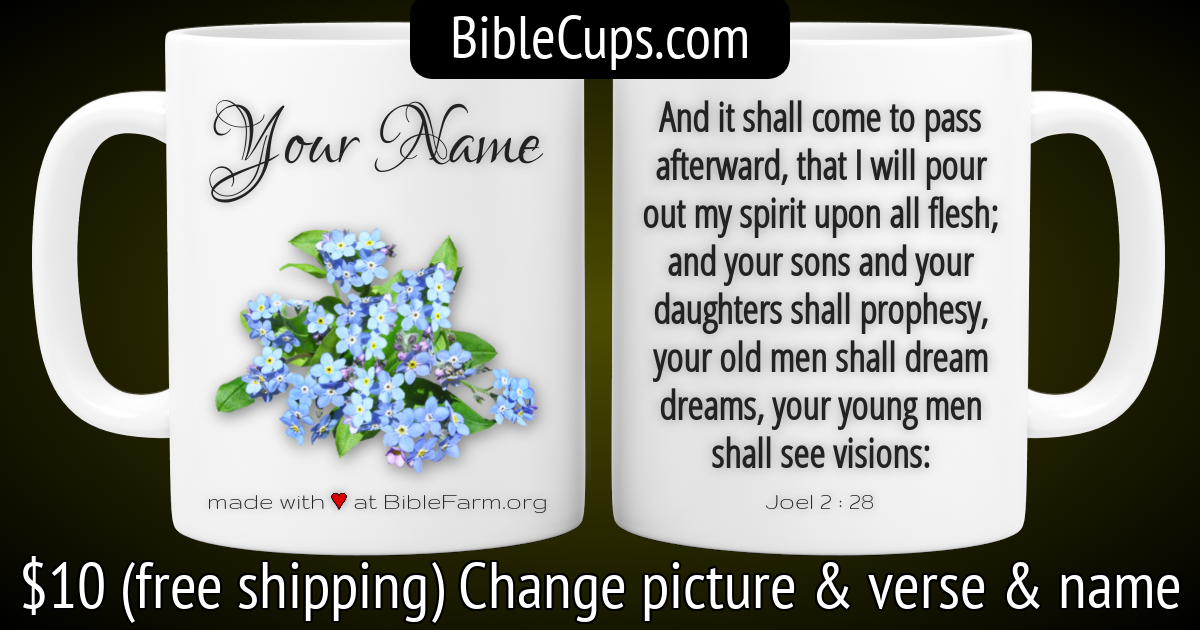 BibleCups.com
Your Name
made with ♥ at BibleFarm.org
And it shall come to pass
afterward, that I will pour
out my spirit upon all flesh;
and your sons and your
daughters shall prophesy,
your old men shall dream
dreams, your young men
shall see visions:
Joel 2 : 28
$10 (free shipping) Change picture & verse & name